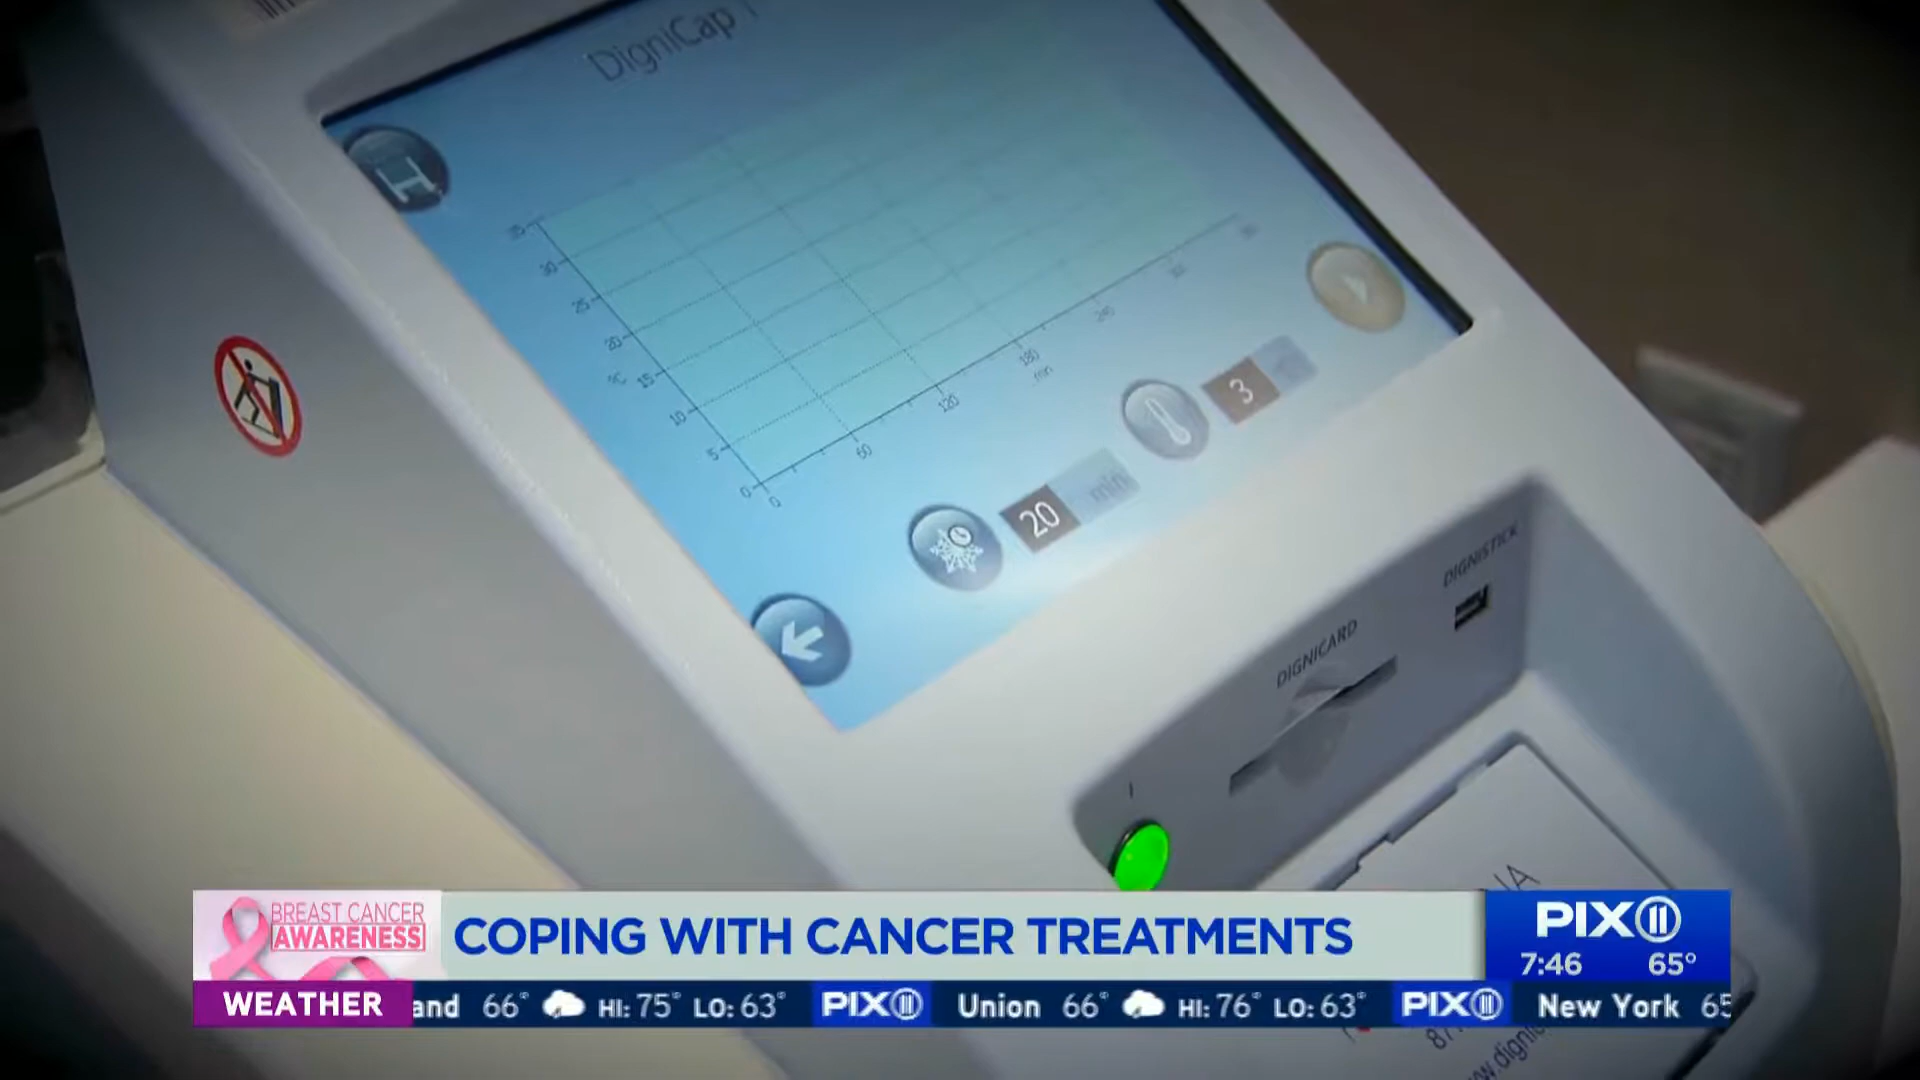 DigniCap
35
30
25
20
°C
15
10
5
0
0
60
120
180
240
min
3
20
min
DIGNISTICK
DIGNICARD
I
BREAST CANCER
AWARENESS
COPING WITH CANCER TREATMENTS
PIX11
7:46 65°
WEATHER
and 66° HI: 75° LO: 63° PIX11 Union 66° HI: 76° LO: 63° PIX11 New York 65